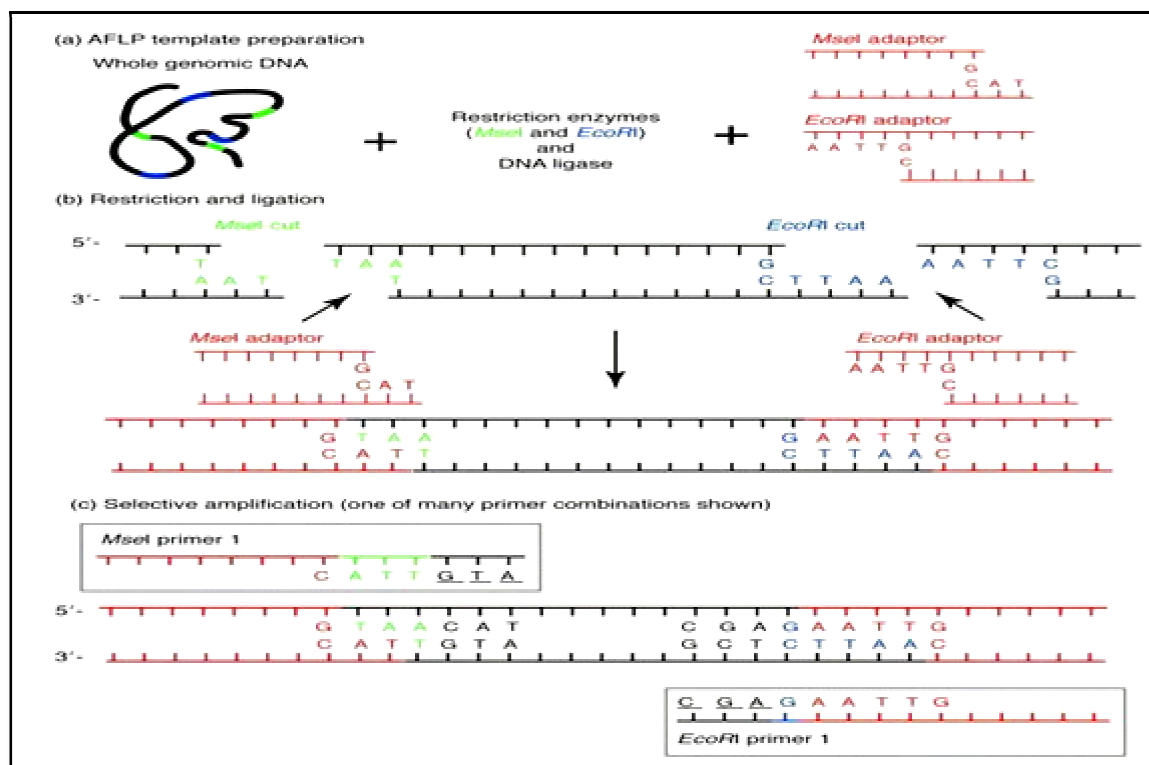 (a) AFLP template preparation
Whole genomic DNA
+
Restriction enzymes
(MseI and EcoRI)
and
DNA ligase
+
MseI adaptor
G
C A T
EcoRI adaptor
A A T T G
C
(b) Restriction and ligation
MseI cut
EcoRI cut
5′-
T T A A G A A T T C
A A T T C T T A A G
3′-
MseI adaptor
EcoRI adaptor
G A A T T G
C A T C
G T A A G A A T T G
C A T T C T T A A C
(c) Selective amplification (one of many primer combinations shown)
MseI primer 1
C A T T G T A
5′-
G T A A C A T C G A G A A T T G
C A T T G T A G C T C T T A A C
3′-
C G A G A A T T G
EcoRI primer 1